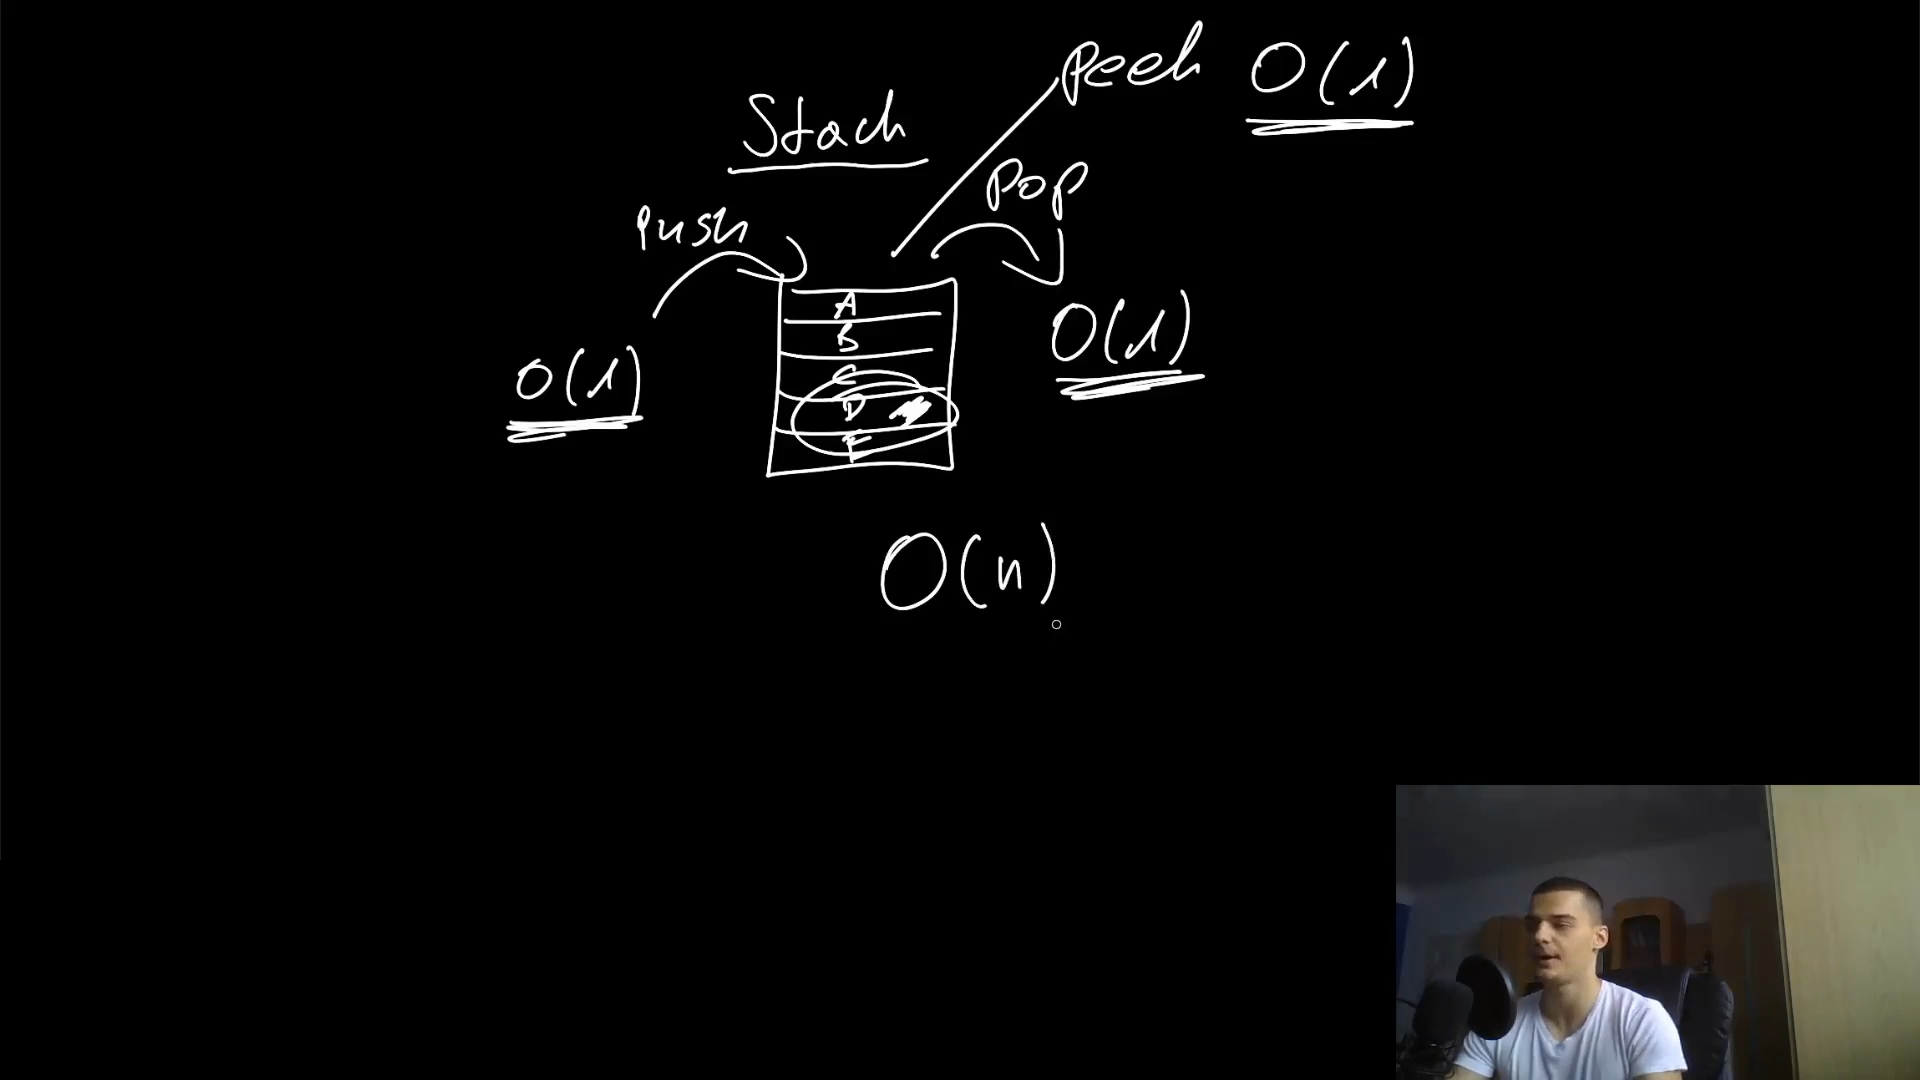 Peek O(1)
Stack
Pop
Push
A
B
O(1)
C
O(1)
D
E
O(n)